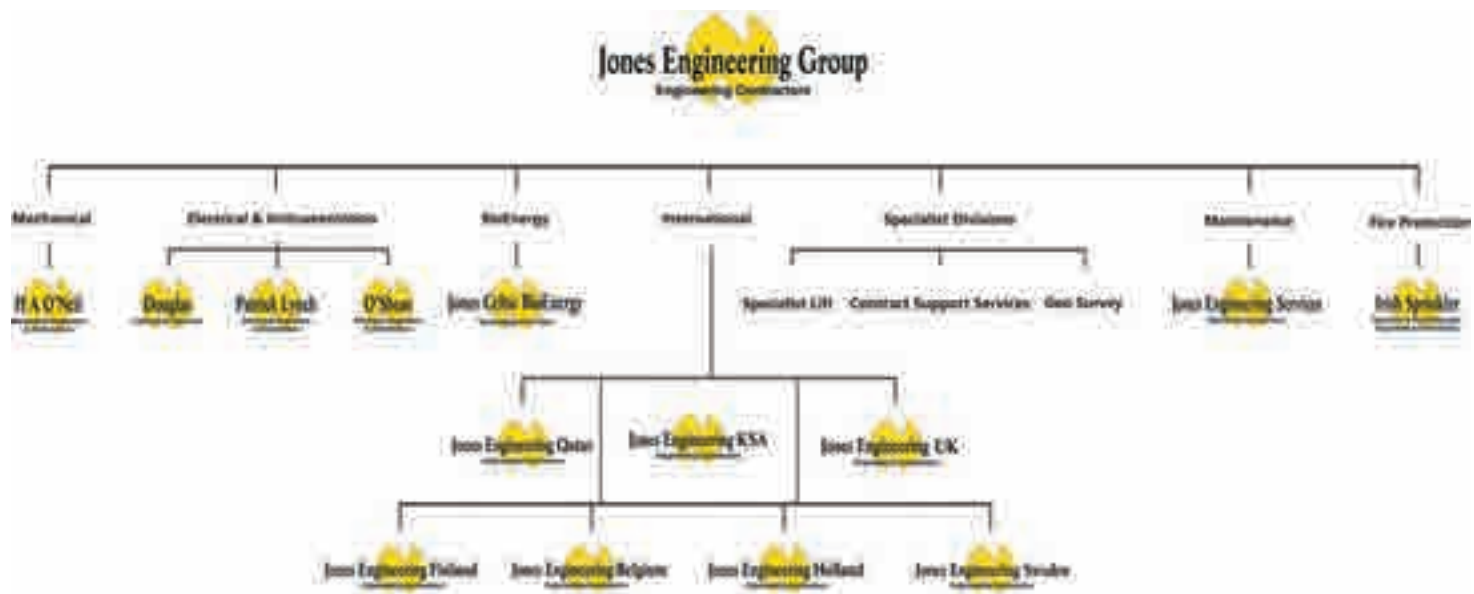 Jones Engineering Group
Engineering Contractors
Mechanical
Electrical & Instrumentation
BioEnergy
International
Specialist Divisions
Maintenance
Fire Protection
H A O'Neil
Douglas
Patrick Lynch
O'Shea
Jones Celtic BioEnergy
Specialist Lift
Contract Support Services
Geo Survey
Jones Engineering Services
Irish Sprinkler
Jones Engineering Qatar
Jones Engineering KSA
Jones Engineering UK
Jones Engineering Finland
Jones Engineering Belgium
Jones Engineering Holland
Jones Engineering Sweden